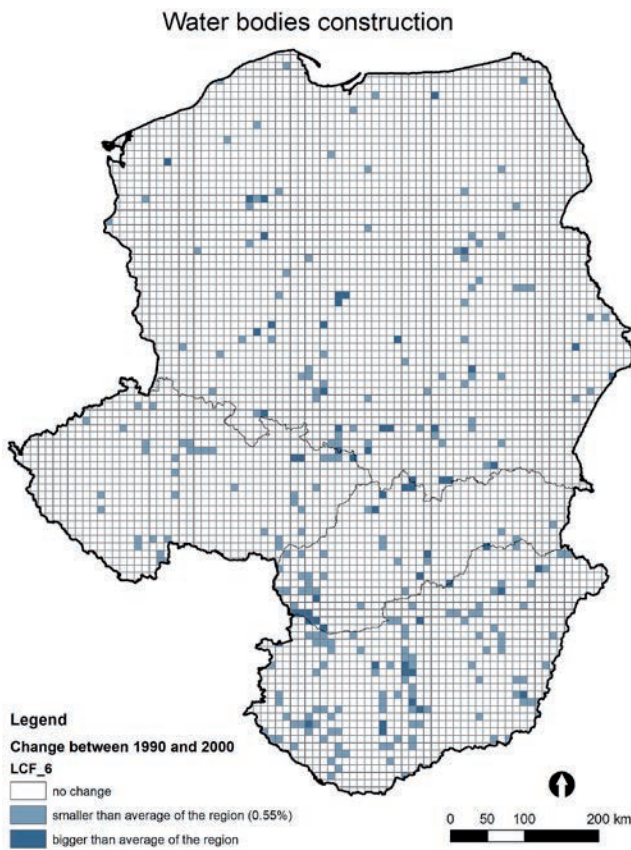 Water bodies construction
Legend
Change between 1990 and 2000
LCF_6
no change
smaller than average of the region (0.55%)
bigger than average of the region
0 50 100 200 km